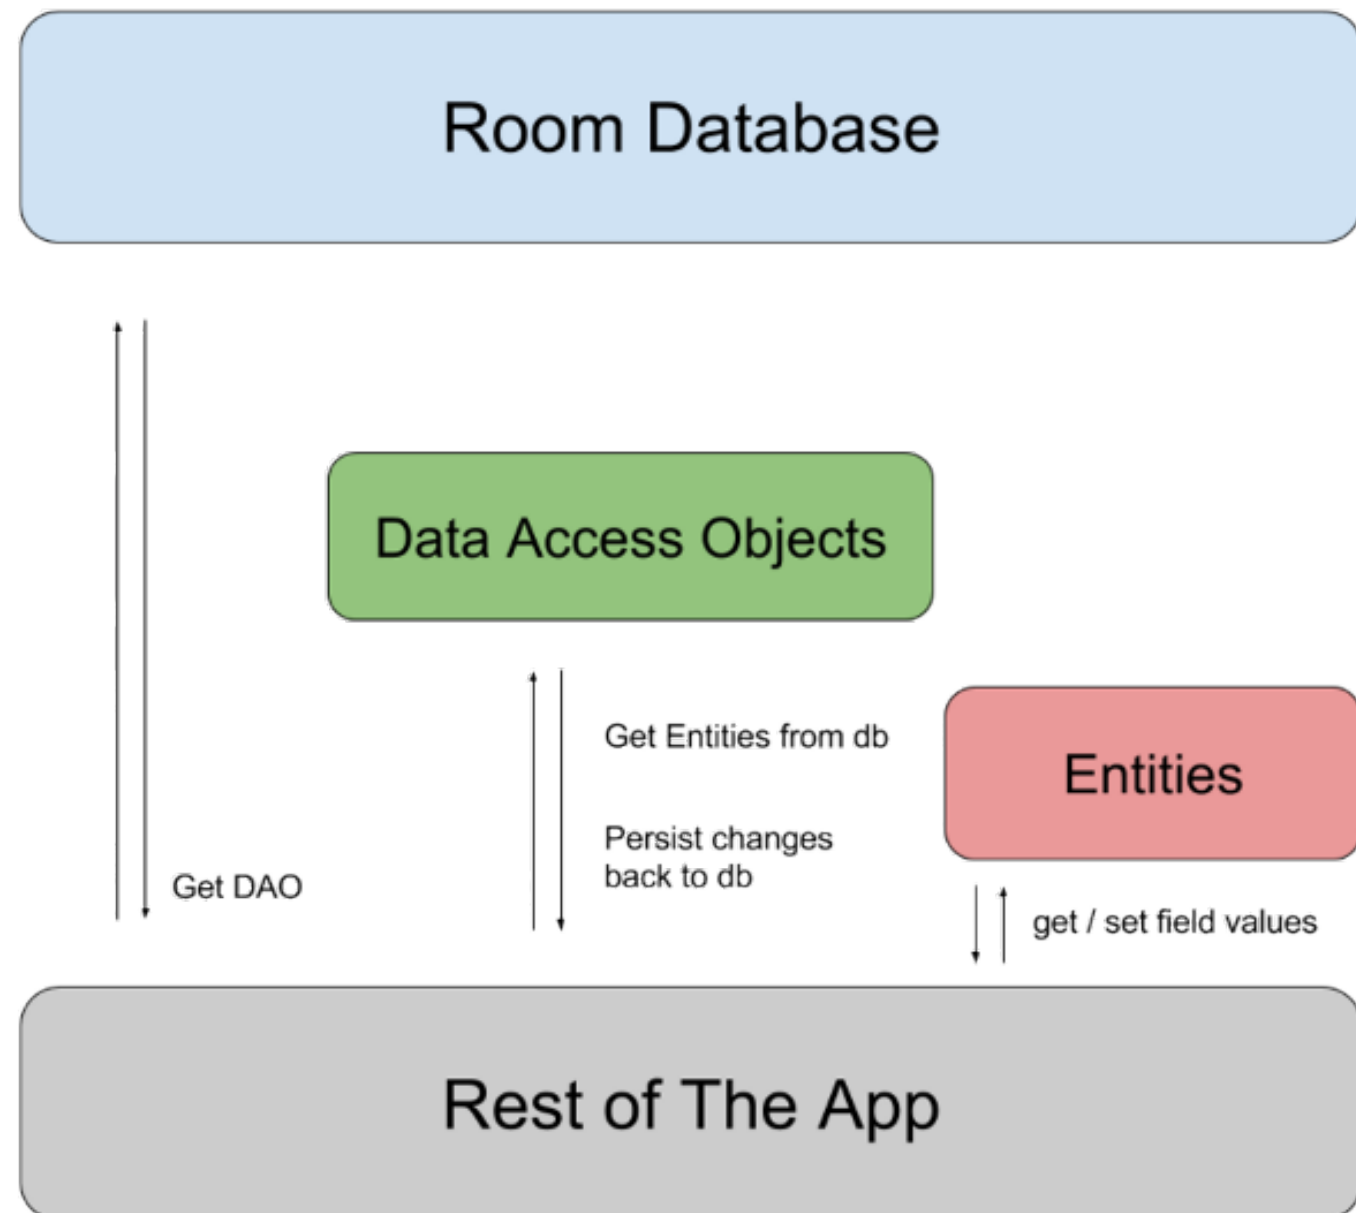 Room Database
Data Access Objects
Get Entities from db
Persist changes
back to db
Entities
Get DAO
get / set field values
Rest of The App